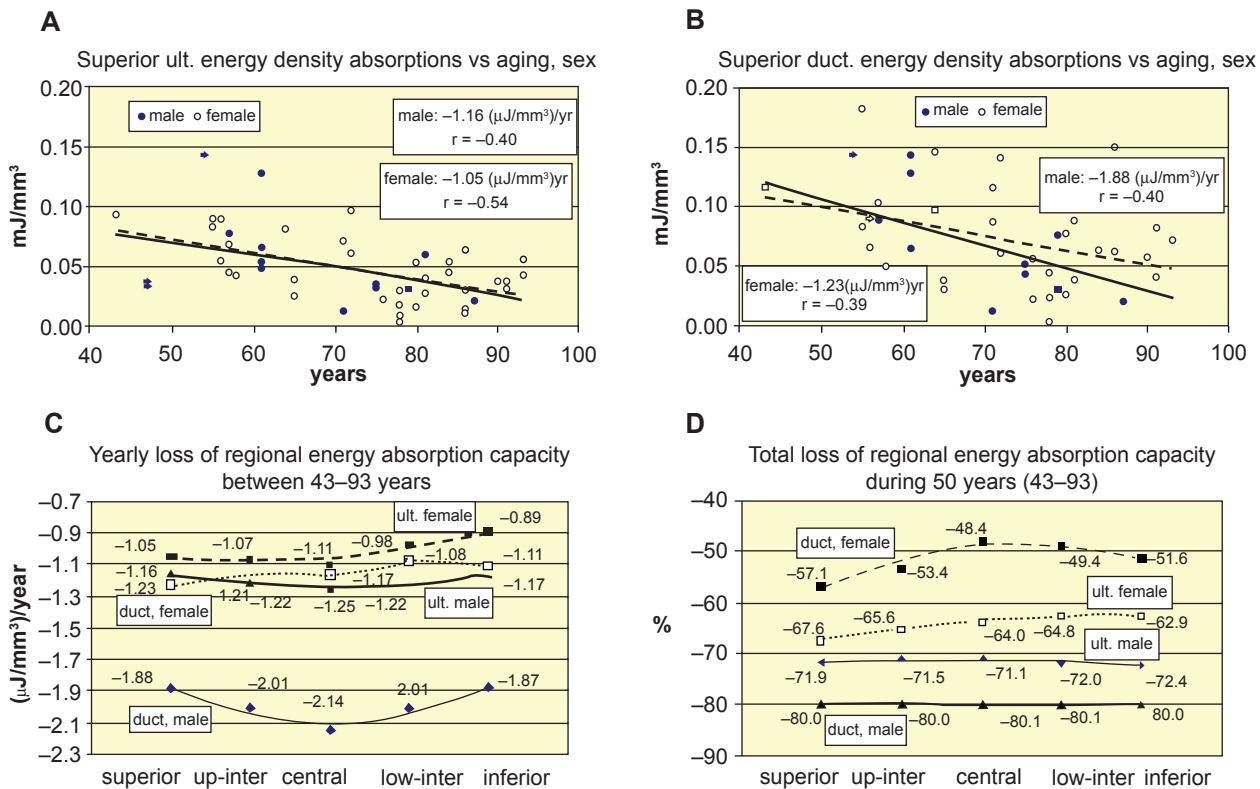 A
Superior ult. energy density absorptions vs aging, sex
mJ/mm³
0.20
0.15
0.10
0.05
0.00
male female
male: –1.16 (μJ/mm³)/yr
r = –0.40
female: –1.05 (μJ/mm³)yr
r = –0.54
40 50 60 70 80 90 100
years
B
Superior duct. energy density absorptions vs aging, sex
mJ/mm³
0.20
0.15
0.10
0.05
0.00
male female
male: –1.88 (μJ/mm³)/yr
r = –0.40
female: –1.23(μJ/mm³)yr
r = –0.39
40 50 60 70 80 90 100
years
C
Yearly loss of regional energy absorption capacity
between 43–93 years
(μJ/mm³)/year
–0.7
–0.9
–1.1
–1.3
–1.5
–1.7
–1.9
–2.1
–2.3
ult. female
–1.05 –1.07 –1.11 –0.98 –0.89
–1.16 –1.21 –1.25 –1.22 –1.17
–1.23 –1.22 –1.17 –1.08 –1.11
duct, female
ult. male
–1.88 –2.01 –2.14 2.01 –1.87
duct, male
superior up-inter central low-inter inferior
D
Total loss of regional energy absorption capacity
during 50 years (43–93)
%
–40
–50
–60
–70
–80
–90
duct, female
–57.1 –53.4 –48.4 –49.4 –51.6
ult. female
–67.6 –65.6 –64.0 –64.8 –62.9
ult. male
–71.9 –71.5 –71.1 –72.0 –72.4
–80.0 –80.0 –80.1 –80.1 80.0
duct, male
superior up-inter central low-inter inferior